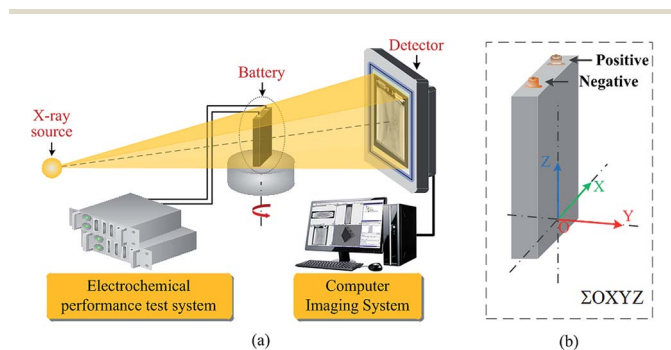 Detector
Battery
X-ray
source
Electrochemical
performance test system
Computer
Imaging System
(a)
Positive
Negative
Z
X
Y
O
ΣOXYZ
(b)